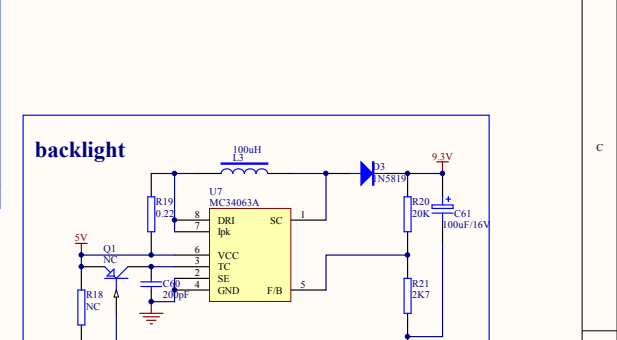 C
backlight
100uH
L3
D3
1N5819
9.3V
U7
MC34063A
R19
0.22
8 DRI SC 1
7 Ipk
R20
20K
C61
100uF/16V
5V
Q1
NC
6 VCC
3 TC
2 SE
4 GND F/B 5
C60
200pF
R18
NC
R21
2K7